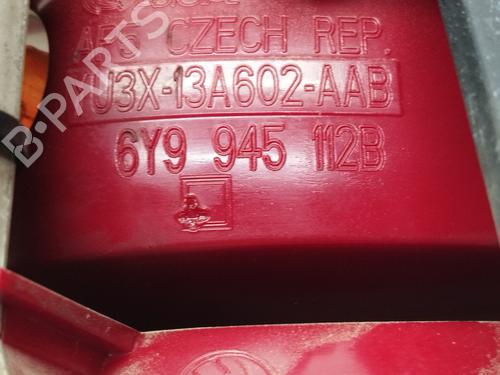 CZECH REP.
U3X-13A602-AAB
6Y9 945 112B
B-PARTS